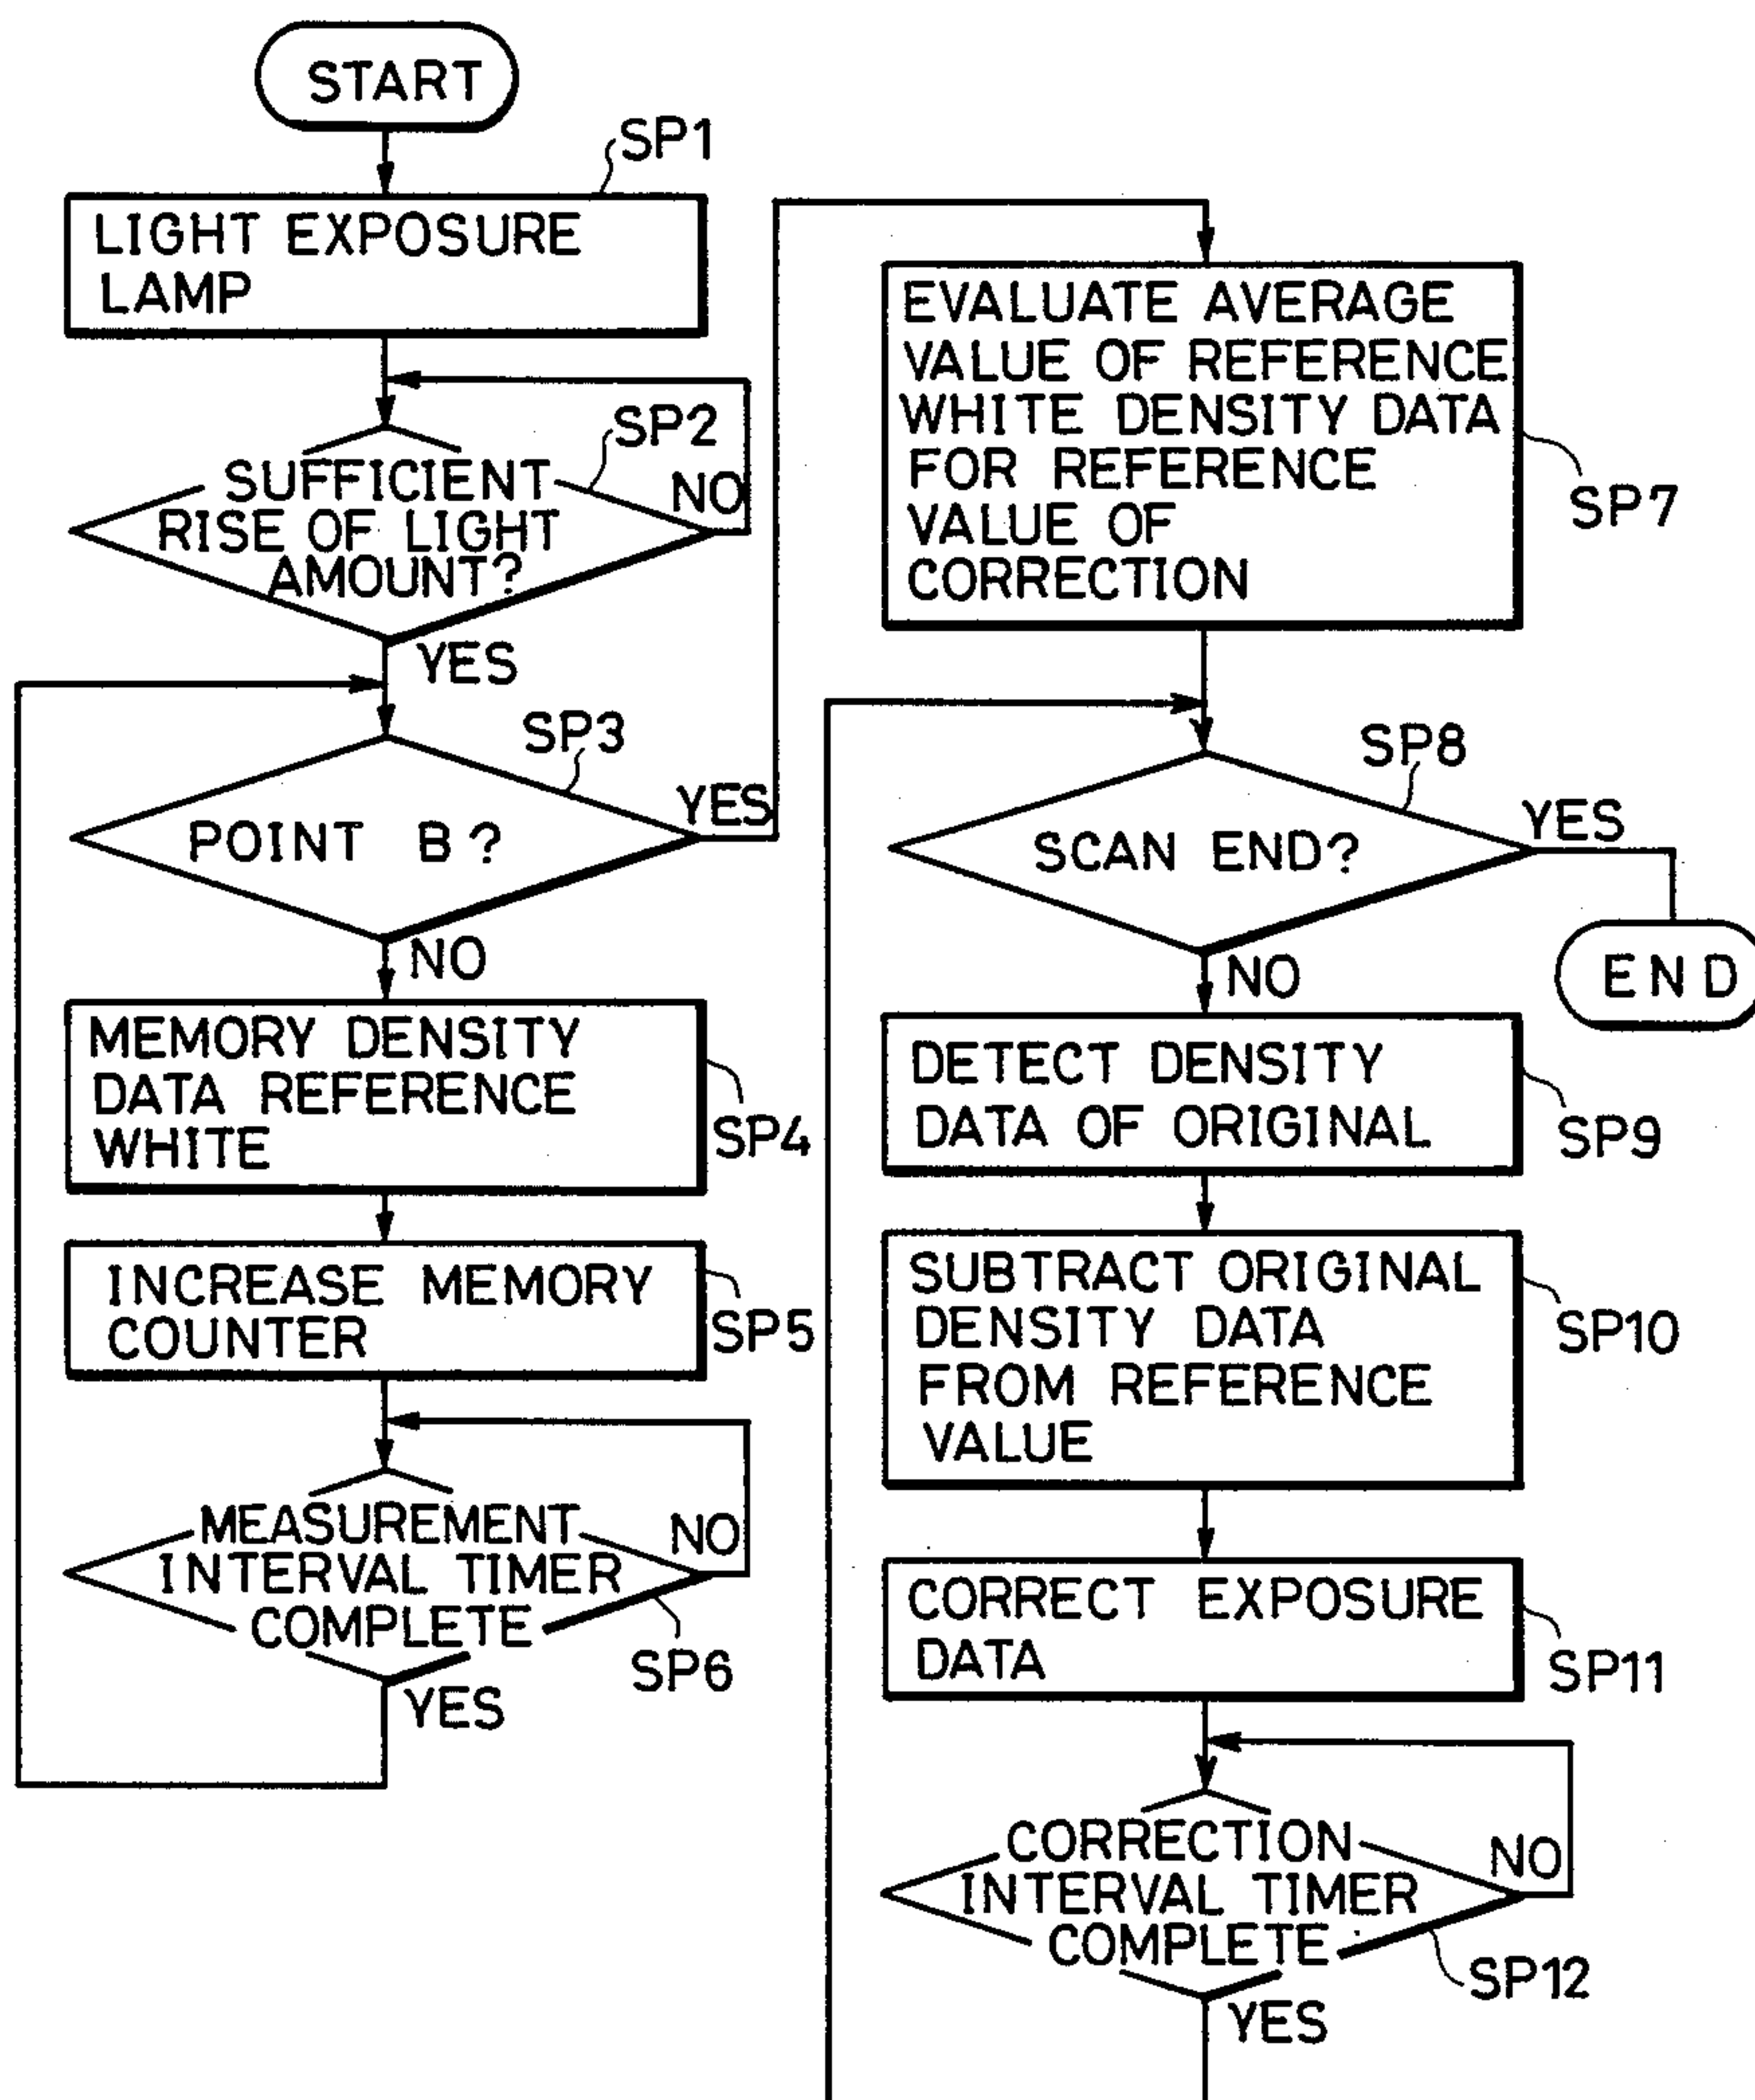 START
SP1
LIGHT EXPOSURE
LAMP
SP2
SUFFICIENT
RISE OF LIGHT
AMOUNT?
NO
YES
SP3
POINT B?
YES
NO
MEMORY DENSITY
DATA REFERENCE
WHITE
SP4
INCREASE MEMORY
COUNTER
SP5
MEASUREMENT
INTERVAL TIMER
COMPLETE
NO
SP6
YES
EVALUATE AVERAGE
VALUE OF REFERENCE
WHITE DENSITY DATA
FOR REFERENCE
VALUE OF
CORRECTION
SP7
SP8
SCAN END?
YES
END
NO
DETECT DENSITY
DATA OF ORIGINAL
SP9
SUBTRACT ORIGINAL
DENSITY DATA
FROM REFERENCE
VALUE
SP10
CORRECT EXPOSURE
DATA
SP11
CORRECTION
INTERVAL TIMER
COMPLETE
NO
SP12
YES